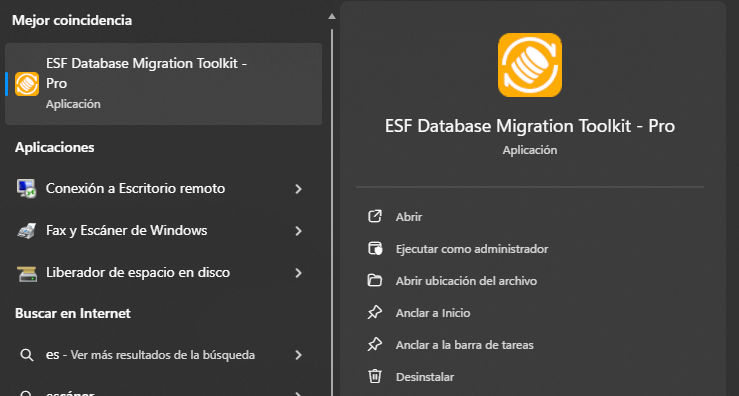 Mejor coincidencia
ESF Database Migration Toolkit -
Pro
Aplicación
Aplicaciones
Conexión a Escritorio remoto
Fax y Escáner de Windows
Liberador de espacio en disco
Buscar en Internet
es - Ver más resultados de la búsqueda
escáner
ESF Database Migration Toolkit - Pro
Aplicación
Abrir
Ejecutar como administrador
Abrir ubicación del archivo
Anclar a Inicio
Anclar a la barra de tareas
Desinstalar